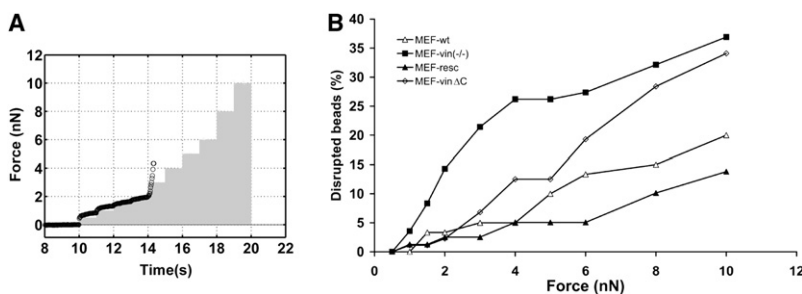 A
Force (nN)
12
10
8
6
4
2
0
8 10 12 14 16 18 20 22
Time(s)
B
Disrupted beads (%)
40
35
30
25
20
15
10
5
0
MEF-wt
MEF-vin(-/-)
MEF-resc
MEF-vin ΔC
0 2 4 6 8 10 12
Force (nN)